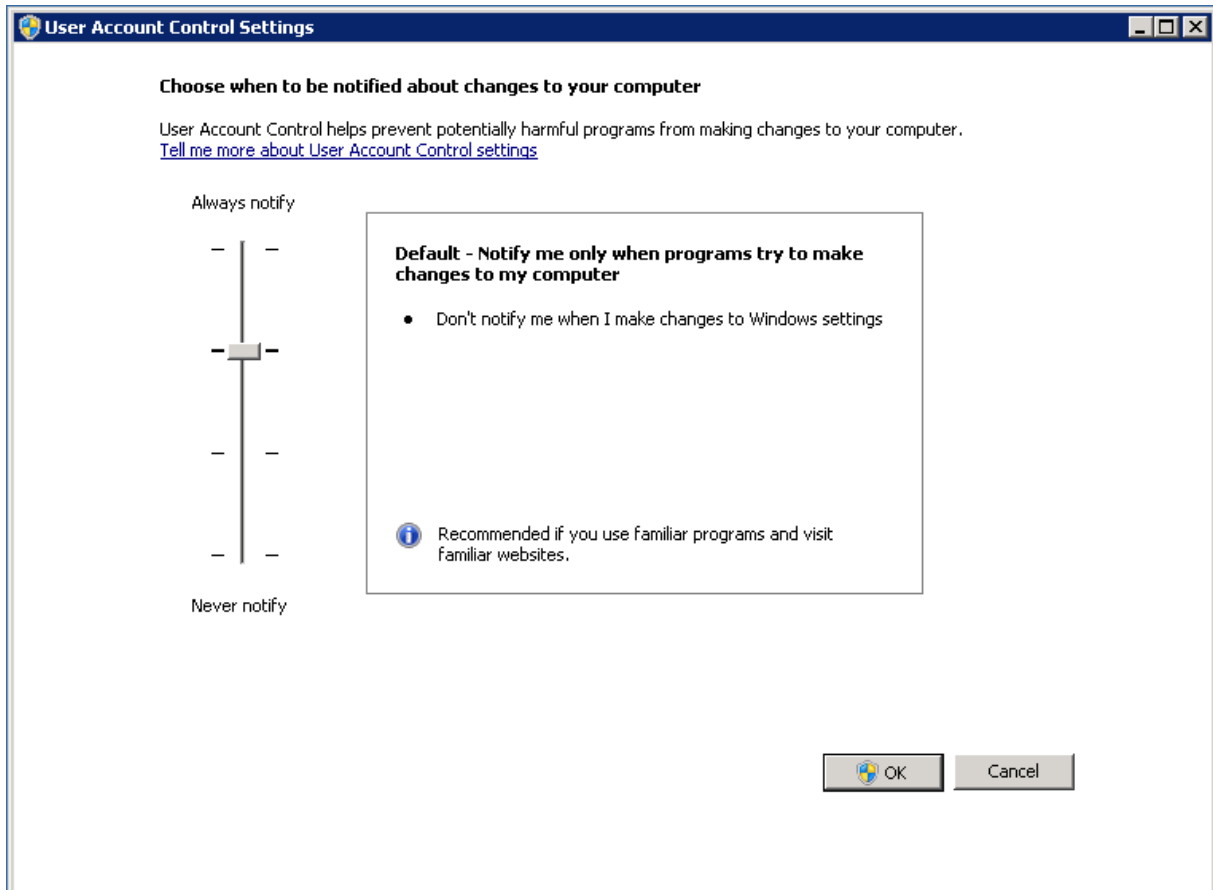 User Account Control Settings
Choose when to be notified about changes to your computer
User Account Control helps prevent potentially harmful programs from making changes to your computer.
Tell me more about User Account Control settings
Always notify
Default - Notify me only when programs try to make
changes to my computer
• Don't notify me when I make changes to Windows settings
Recommended if you use familiar programs and visit
familiar websites.
Never notify
OK
Cancel